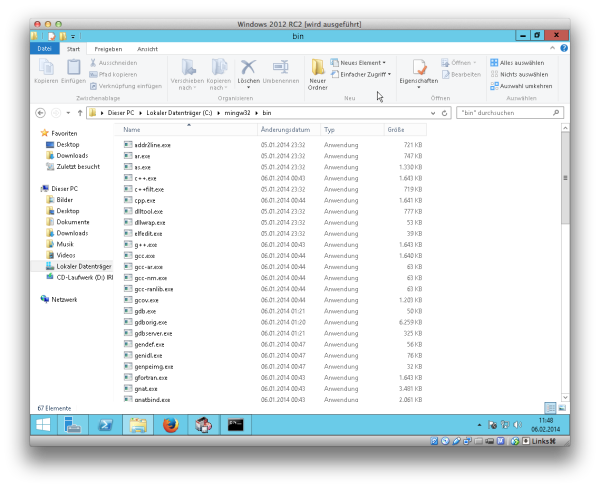 Windows 2012 RC2 [wird ausgeführt]
bin
Datei Start Freigeben Ansicht
Kopieren Einfügen Ausschneiden Pfad kopieren Verknüpfung einfügen
Zwischenablage
Verschieben nach Kopieren nach Löschen Umbenennen
Organisieren
Neuer Ordner Neues Element Einfacher Zugriff
Neu
Eigenschaften Öffnen Bearbeiten
Öffnen
Alles auswählen Nichts auswählen Auswahl umkehren
Auswählen
Dieser PC Lokaler Datenträger (C:) mingw32 bin "bin" durchsuchen
Favoriten
Desktop
Downloads
Zuletzt besucht
Dieser PC
Bilder
Desktop
Dokumente
Downloads
Musik
Videos
Lokaler Datenträger
CD-Laufwerk (D:) IRI
Netzwerk
Name Änderungsdatum Typ Größe
addr2line.exe 05.01.2014 23:32 Anwendung 721 KB
ar.exe 05.01.2014 23:32 Anwendung 747 KB
as.exe 05.01.2014 23:32 Anwendung 1.330 KB
c++.exe 06.01.2014 00:43 Anwendung 1.643 KB
c++filt.exe 05.01.2014 23:32 Anwendung 719 KB
cpp.exe 06.01.2014 00:44 Anwendung 1.641 KB
dlltool.exe 05.01.2014 23:32 Anwendung 777 KB
dllwrap.exe 05.01.2014 23:32 Anwendung 53 KB
elfedit.exe 05.01.2014 23:32 Anwendung 39 KB
g++.exe 06.01.2014 00:43 Anwendung 1.643 KB
gcc.exe 06.01.2014 00:44 Anwendung 1.640 KB
gcc-ar.exe 06.01.2014 00:44 Anwendung 63 KB
gcc-nm.exe 06.01.2014 00:44 Anwendung 63 KB
gcc-ranlib.exe 06.01.2014 00:44 Anwendung 63 KB
gcov.exe 06.01.2014 00:44 Anwendung 1.203 KB
gdb.exe 06.01.2014 01:21 Anwendung 50 KB
gdborig.exe 06.01.2014 01:20 Anwendung 6.259 KB
gdbserver.exe 06.01.2014 01:21 Anwendung 325 KB
gendef.exe 06.01.2014 00:47 Anwendung 56 KB
genidl.exe 06.01.2014 00:47 Anwendung 76 KB
genpeimg.exe 06.01.2014 00:47 Anwendung 32 KB
gfortran.exe 06.01.2014 00:43 Anwendung 1.643 KB
gnat.exe 06.01.2014 00:43 Anwendung 3.481 KB
gnatbind.exe 06.01.2014 00:47 Anwendung 2.061 KB
67 Elemente
11:48
06.02.2014
Links⌘